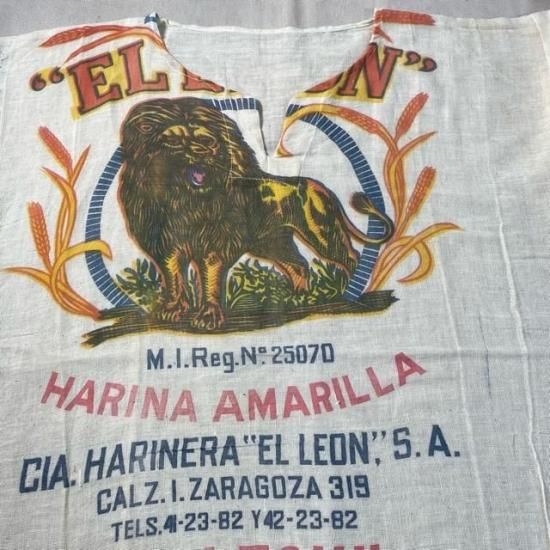 "EL LEON"
M.I.Reg.Nº 25070
HARINA AMARILLA
CIA. HARINERA "EL LEON", S.A.
CALZ. I. ZARAGOZA 319
TELS. 41-23-82 Y 42-23-82